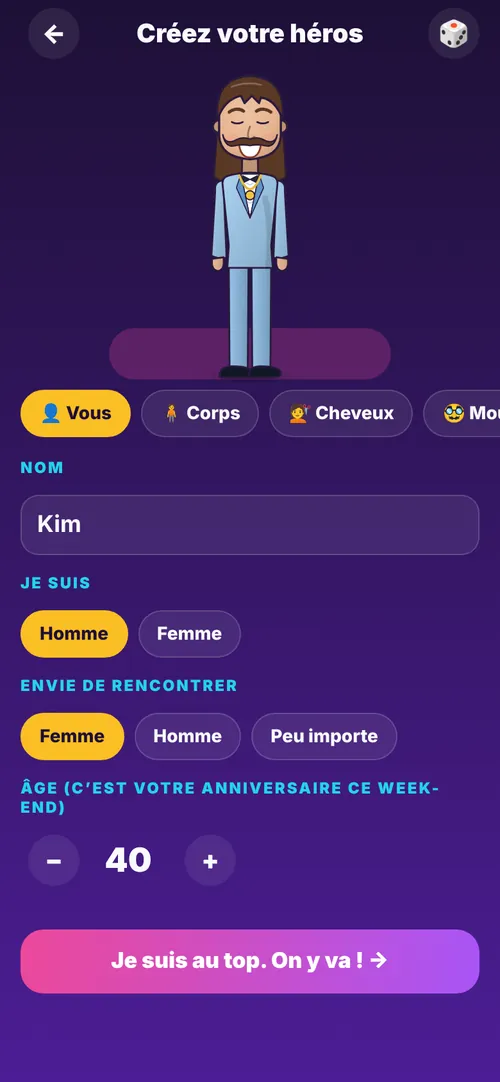 Créez votre héros
Vous
Corps
Cheveux
NOM
Kim
JE SUIS
Homme
Femme
ENVIE DE RENCONTRER
Femme
Homme
Peu importe
ÂGE (C’EST VOTRE ANNIVERSAIRE CE WEEK-
END)
− 40 +
Je suis au top. On y va ! →